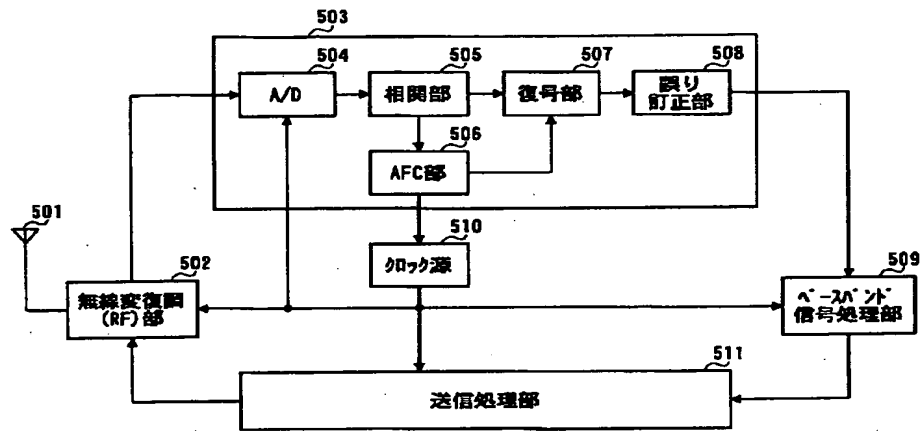 503
504
A/D
505
相関部
507
復号部
508
誤り
訂正部
506
AFC部
501
510
クロック源
502
無線変復調
(RF)部
509
ベースバンド
信号処理部
511
送信処理部